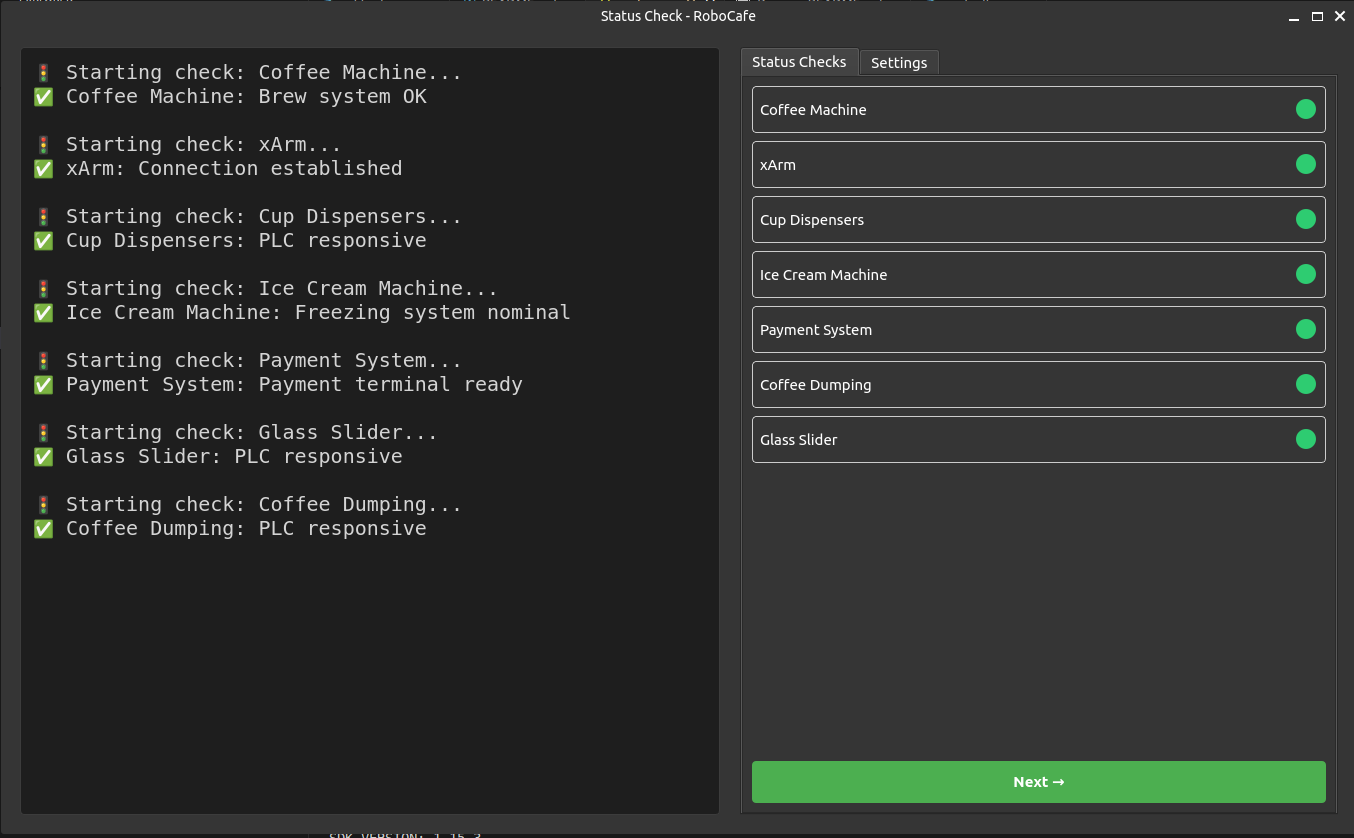 Status Check - RoboCafe
🚦 Starting check: Coffee Machine...
✅ Coffee Machine: Brew system OK
🚦 Starting check: xArm...
✅ xArm: Connection established
🚦 Starting check: Cup Dispensers...
✅ Cup Dispensers: PLC responsive
🚦 Starting check: Ice Cream Machine...
✅ Ice Cream Machine: Freezing system nominal
🚦 Starting check: Payment System...
✅ Payment System: Payment terminal ready
🚦 Starting check: Glass Slider...
✅ Glass Slider: PLC responsive
🚦 Starting check: Coffee Dumping...
✅ Coffee Dumping: PLC responsive
Status Checks
Settings
Coffee Machine
xArm
Cup Dispensers
Ice Cream Machine
Payment System
Coffee Dumping
Glass Slider
Next →
SDK_VERSION: 1.15.3